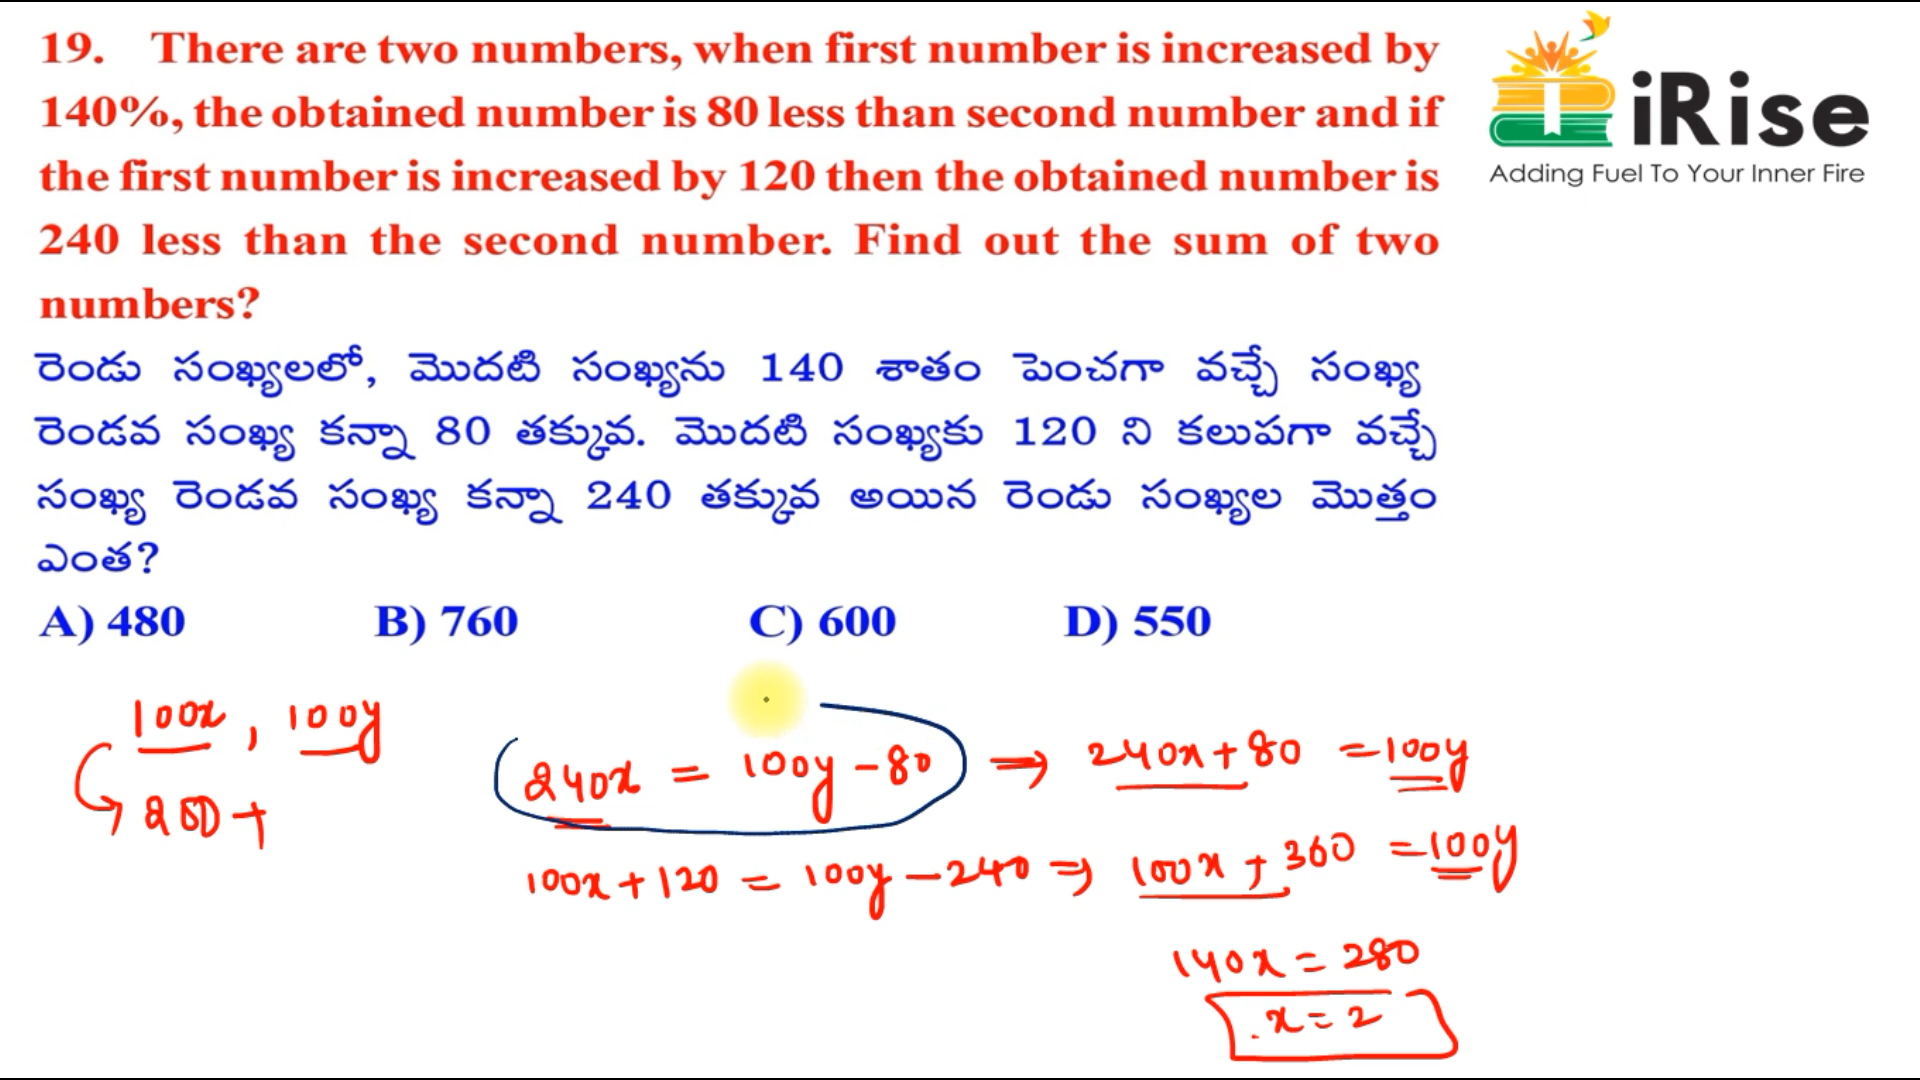 19. There are two numbers, when first number is increased by
140%, the obtained number is 80 less than second number and if
the first number is increased by 120 then the obtained number is
240 less than the second number. Find out the sum of two
numbers?
రెండు సంఖ్యలలో, మొదటి సంఖ్యను 140 శాతం పెంచగా వచ్చే సంఖ్య
రెండవ సంఖ్య కన్నా 80 తక్కువ. మొదటి సంఖ్యకు 120 ని కలుపగా వచ్చే
సంఖ్య రెండవ సంఖ్య కన్నా 240 తక్కువ అయిన రెండు సంఖ్యల మొత్తం
ఎంత?
A) 480 B) 760 C) 600 D) 550
iRise
Adding Fuel To Your Inner Fire
100x, 100y
240x = 100y - 80 ⇒ 240x + 80 = 100y
100x + 120 = 100y - 240 ⇒ 100x + 360 = 100y
140x = 280
x = 2